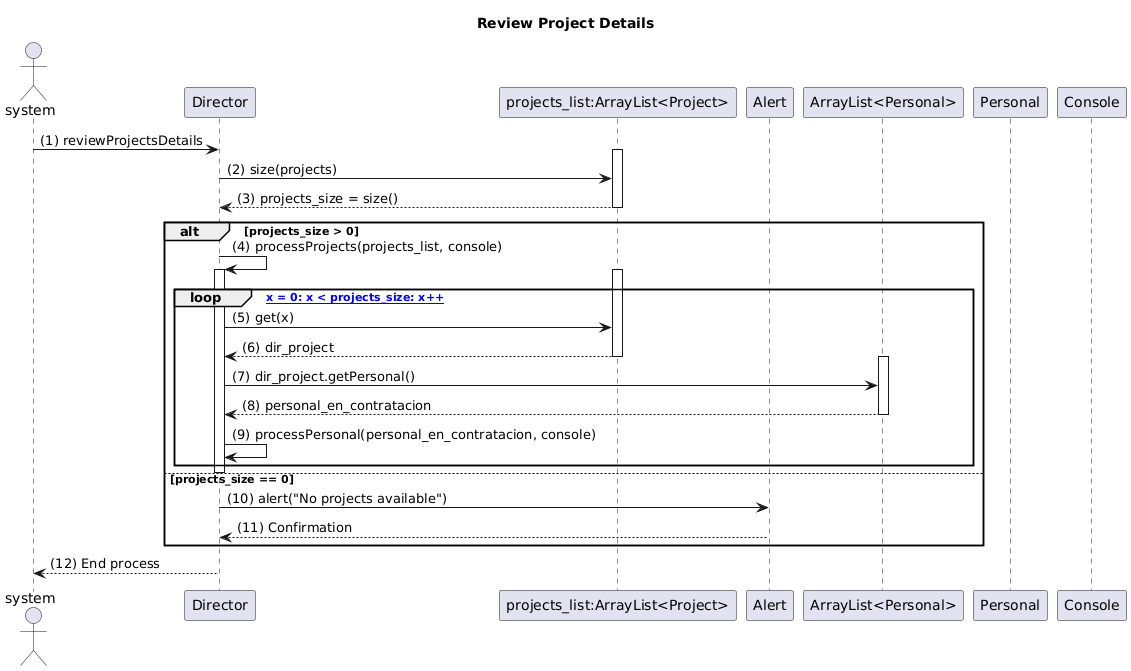 Review Project Details
system
Director
projects_list:ArrayList<Project>
Alert
ArrayList<Personal>
Personal
Console
(1) reviewProjectsDetails
(2) size(projects)
(3) projects_size = size()
alt [projects_size > 0]
(4) processProjects(projects_list, console)
loop x = 0: x < projects_size: x++
(5) get(x)
(6) dir_project
(7) dir_project.getPersonal()
(8) personal_en_contratacion
(9) processPersonal(personal_en_contratacion, console)
[projects_size == 0]
(10) alert("No projects available")
(11) Confirmation
(12) End process
system
Director
projects_list:ArrayList<Project>
Alert
ArrayList<Personal>
Personal
Console